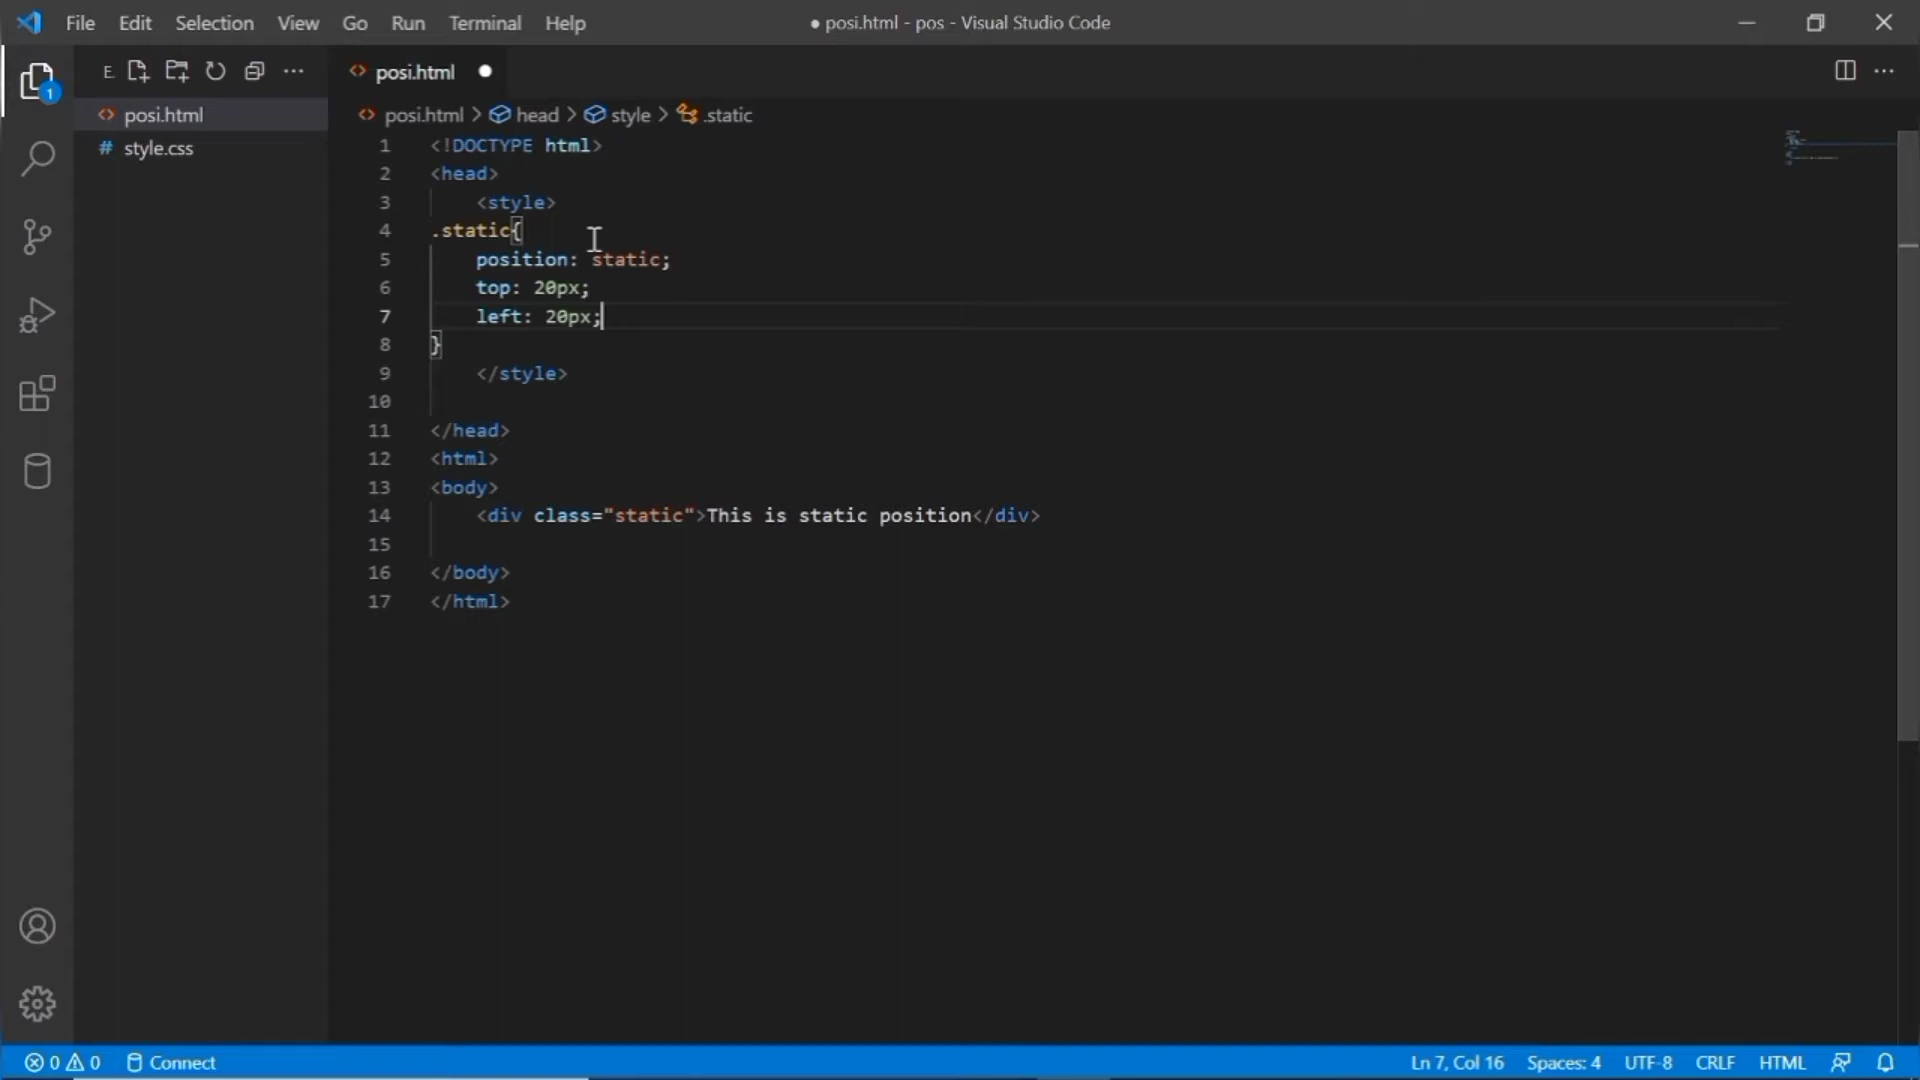 File Edit Selection View Go Run Terminal Help
● posi.html - pos - Visual Studio Code
E.
posi.html ●
1
posi.html
style.css
posi.html > head > style > .static
1 <!DOCTYPE html>
2 <head>
3 <style>
4 .static{
5 position: static;
6 top: 20px;
7 left: 20px;
8 }
9 </style>
10
11 </head>
12 <html>
13 <body>
14 <div class="static">This is static position</div>
15
16 </body>
17 </html>
0 0 Connect
Ln 7, Col 16 Spaces: 4 UTF-8 CRLF HTML